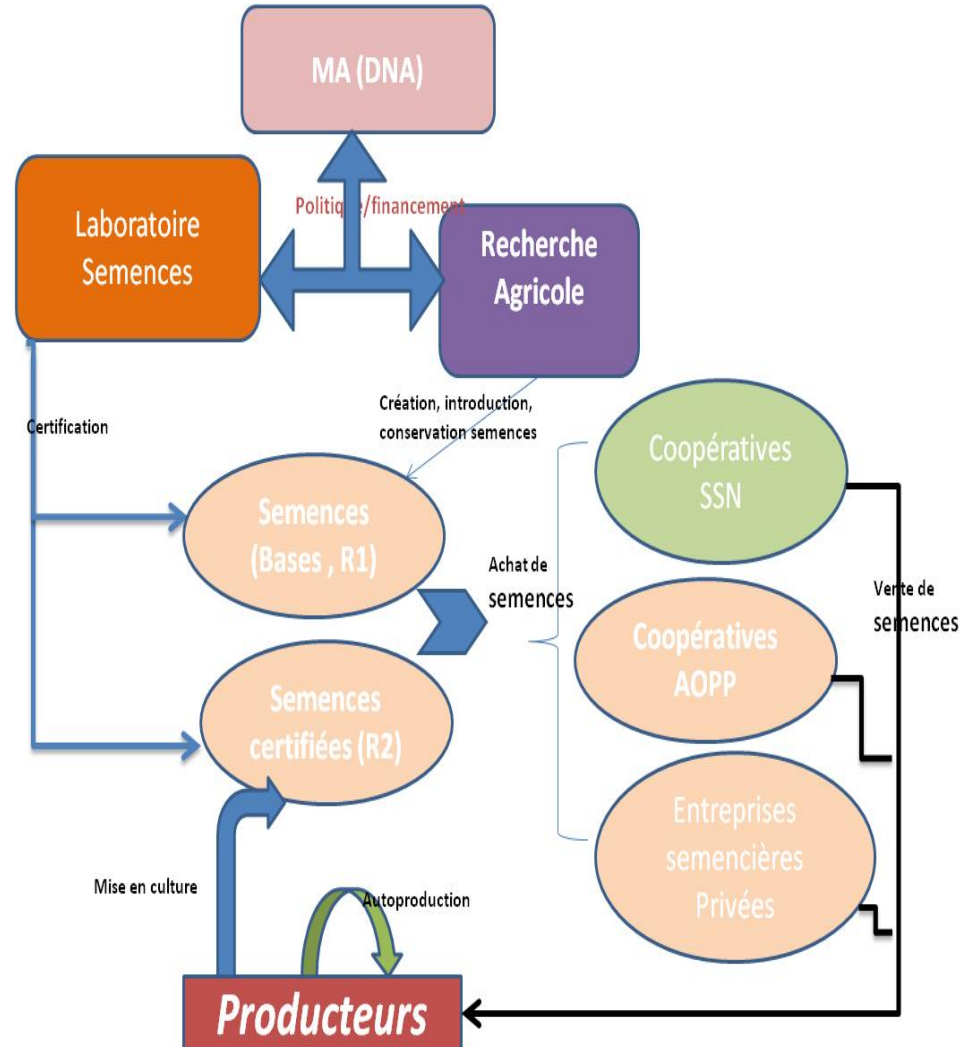 MA (DNA)
Laboratoire
Semences
Politique/financement
Recherche
Agricole
Certification
Création, introduction,
conservation semences
Semences
(Bases , R1)
Coopératives
SSN
Achat de
semences
Vente de
semences
Coopératives
AOPP
Semences
certifiées (R2)
Entreprises
semencières
Privées
Mise en culture
Autoproduction
Producteurs